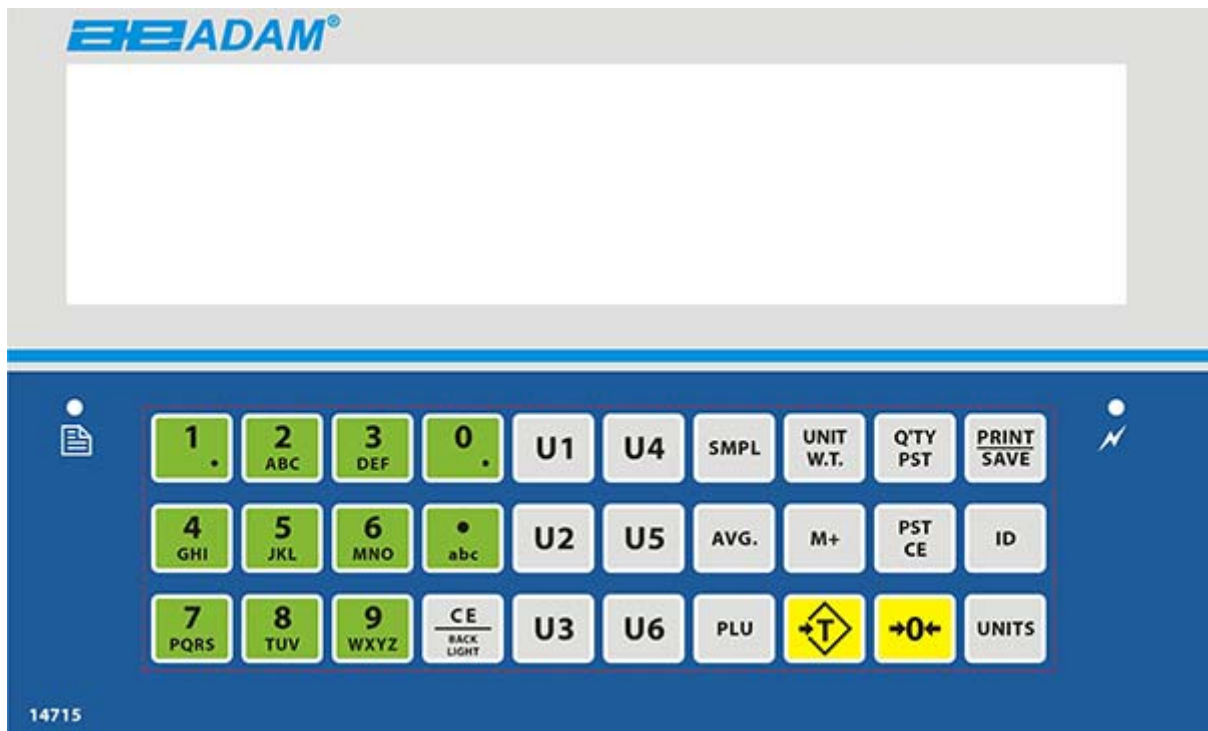 ae ADAM®
1 . 2 3 0 . U1 U4 SMPL UNIT Q'TY PRINT
ABC DEF W.T. PST SAVE
4 5 6 • U2 U5 AVG. M+ PST ID
GHI JKL MNO abc CE
7 8 9 CE U3 U6 PLU →T →0← UNITS
PQRS TUV WXYZ BACK
LIGHT
14715